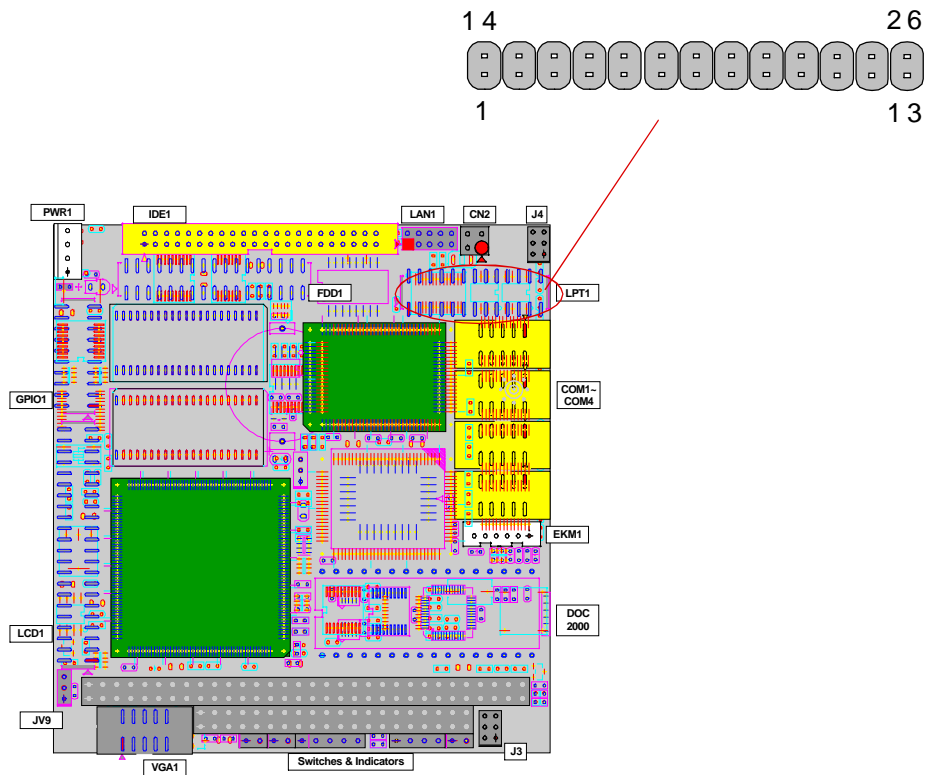 14 26
1 13
PWR1 IDE1 LAN1 CN2 J4
FDD1 LPT1
GPIO1 COM1~
COM4
EKM1
LCD1 DOC
2000
JV9 J3
VGA1 Switches & Indicators